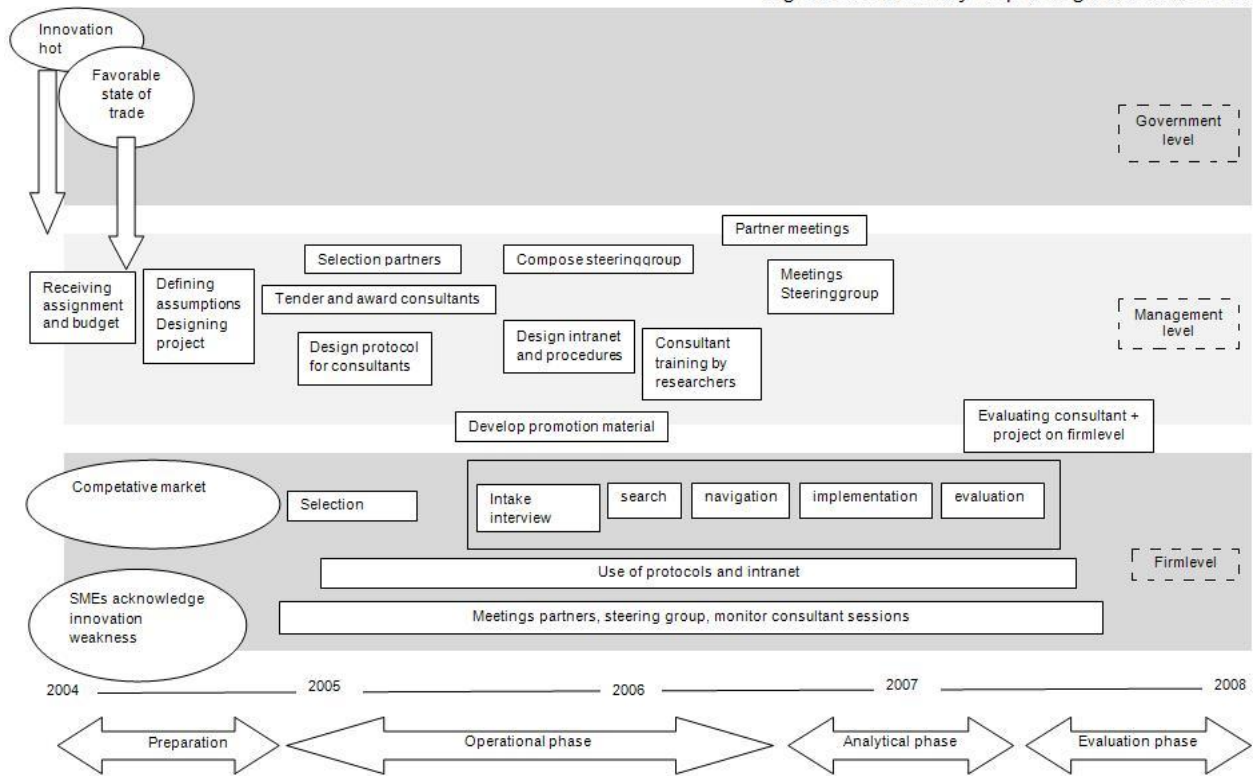 Innovation
hot
Favorable
state of
trade
Government
level
Partner meetings
Selection partners
Compose steeringgroup
Meetings
Steeringgroup
Receiving
assignment
and budget
Defining
assumptions
Designing
project
Tender and award consultants
Management
level
Design protocol
for consultants
Design intranet
and procedures
Consultant
training by
researchers
Develop promotion material
Evaluating consultant +
project on firmlevel
Competative market
Selection
Intake
interview
search
navigation
implementation
evaluation
Use of protocols and intranet
Firmlevel
SMEs acknowledge
innovation
weakness
Meetings partners, steering group, monitor consultant sessions
2004 2005 2006 2007 2008
Preparation Operational phase Analytical phase Evaluation phase